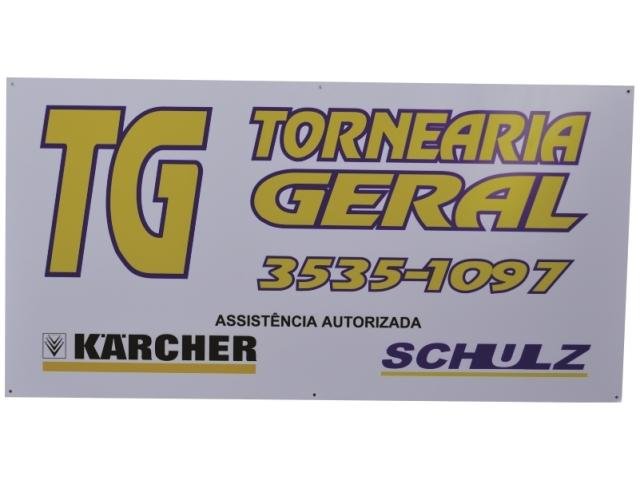 TG
TORNEARIA
GERAL
3535-1097
ASSISTÊNCIA AUTORIZADA
KÄRCHER
SCHULZ